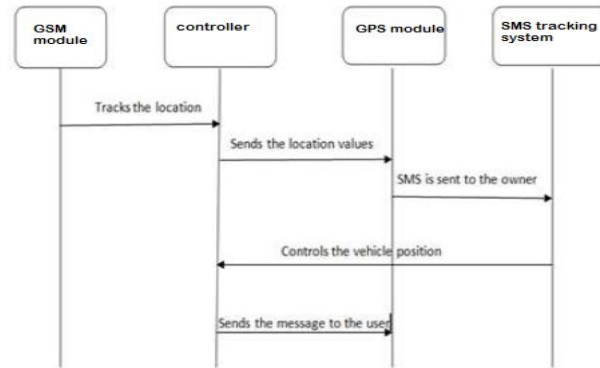 GSM
module
controller
GPS module
SMS tracking
system
Tracks the location
Sends the location values
SMS is sent to the owner
Controls the vehicle position
Sends the message to the user